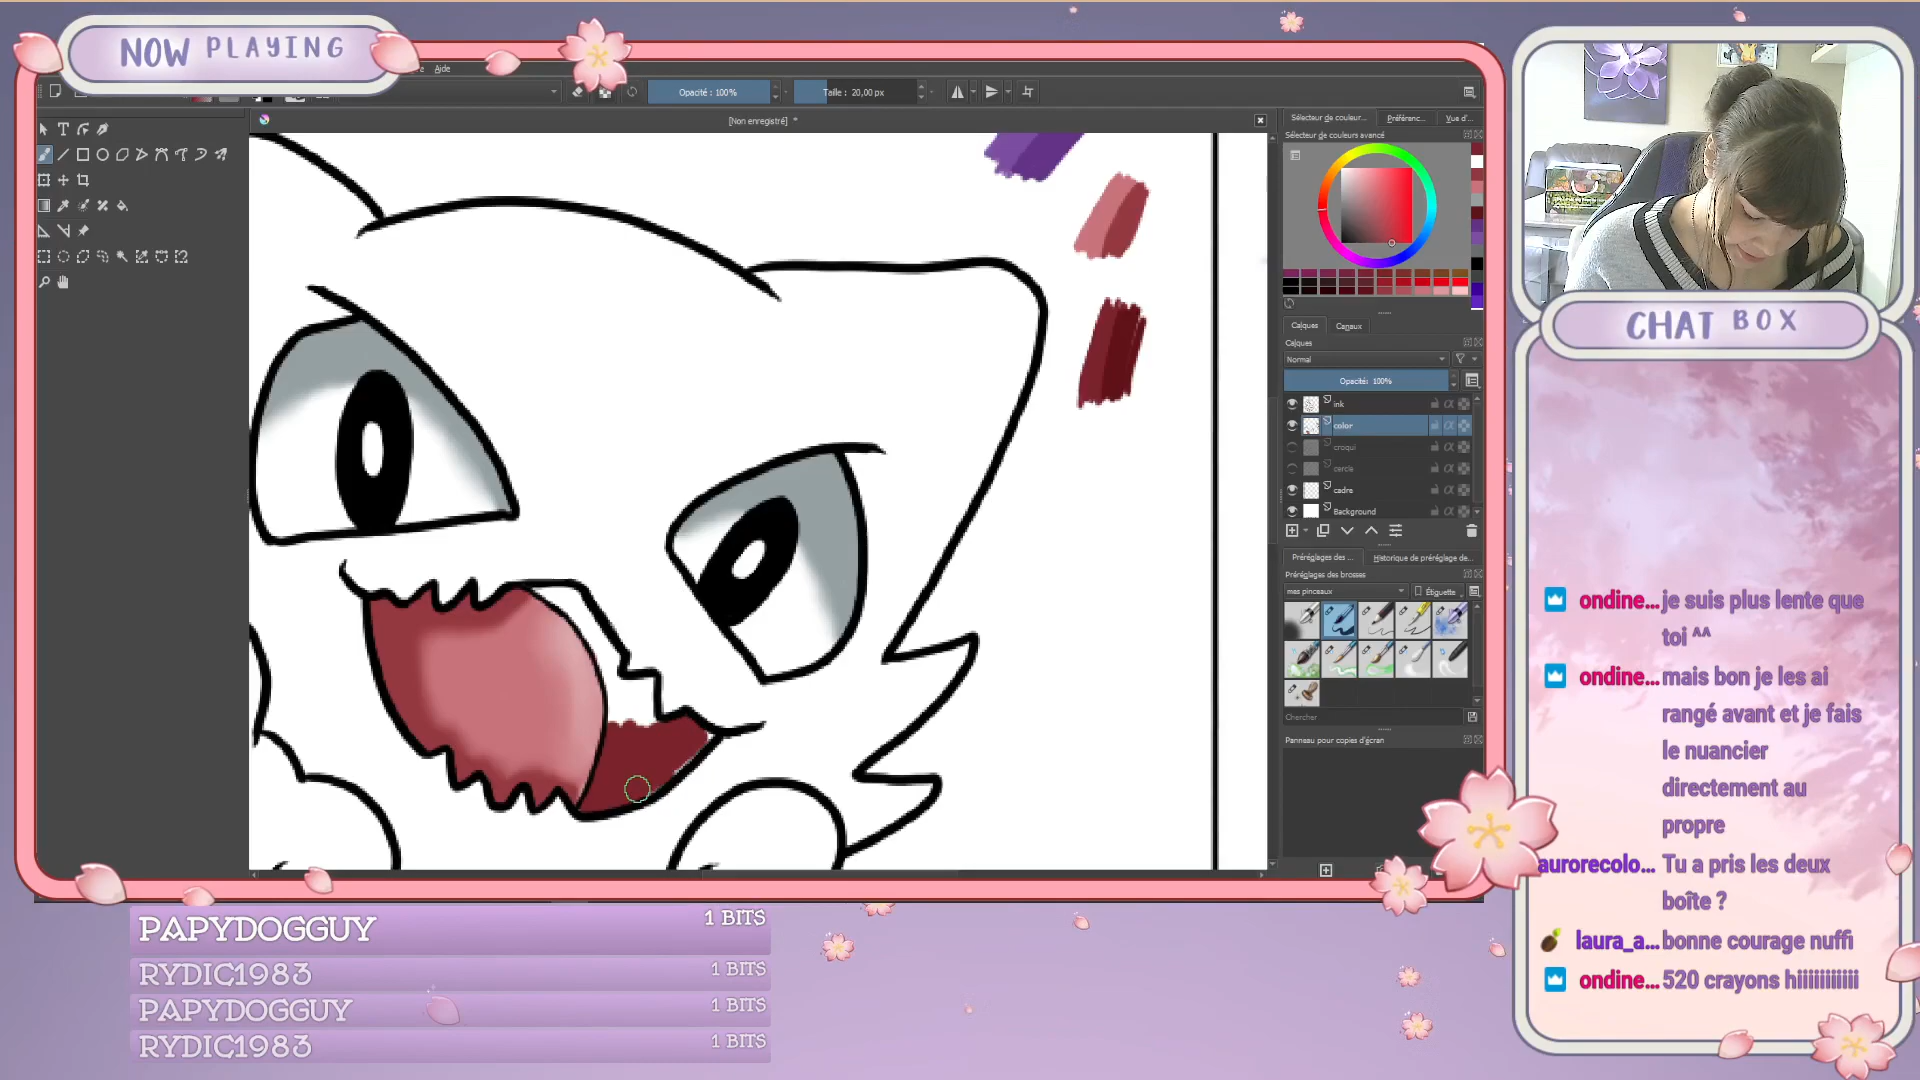 NOW PLAYING
Aide
Opacité : 100%
Taille : 20,00 px
[Non enregistré] *
Sélecteur de couleur...
Préférenc...
Vue d'...
Sélecteur de couleurs avancé
Calques
Canaux
Calques
Normal
Opacité: 100%
ink
color
croqui
cercle
cadre
Background
Préréglages des ...
Historique de préréglage de...
Préréglages des brosses
mes pinceaux
Étiquette
Chercher
Panneau pour copies d'écran
CHAT BOX
ondine... je suis plus lente que
toi ^^
ondine... mais bon je les ai
rangé avant et je fais
le nuancier
directement au
propre
aurorecolo... Tu a pris les deux
boîte ?
laura_a... bonne courage nuffi
ondine... 520 crayons hiiiiiiiiiii
PAPYDOGGUY 1 BITS
RYDIC1983 1 BITS
PAPYDOGGUY 1 BITS
RYDIC1983 1 BITS